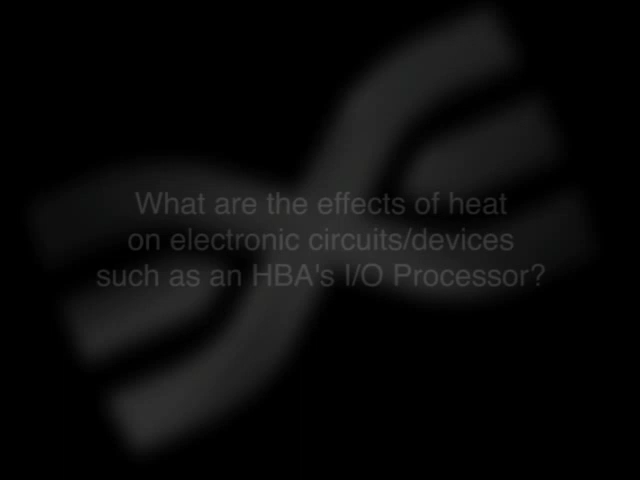 What are the effects of heat
on electronic circuits/devices
such as an HBA's I/O Processor?